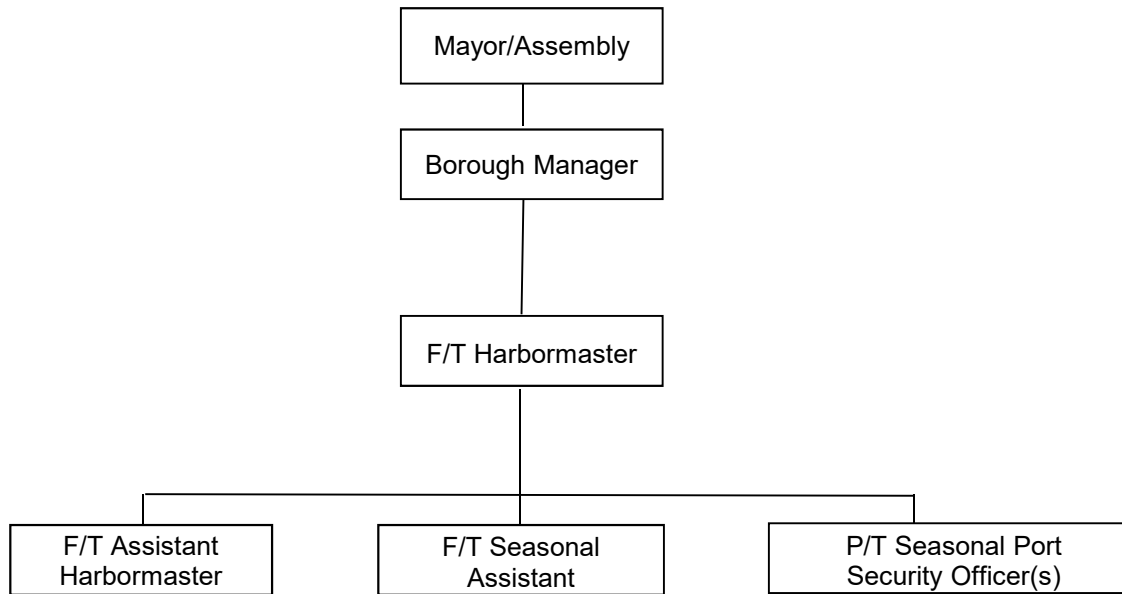 Mayor/Assembly
Borough Manager
F/T Harbormaster
F/T Assistant
Harbormaster
F/T Seasonal
Assistant
P/T Seasonal Port
Security Officer(s)